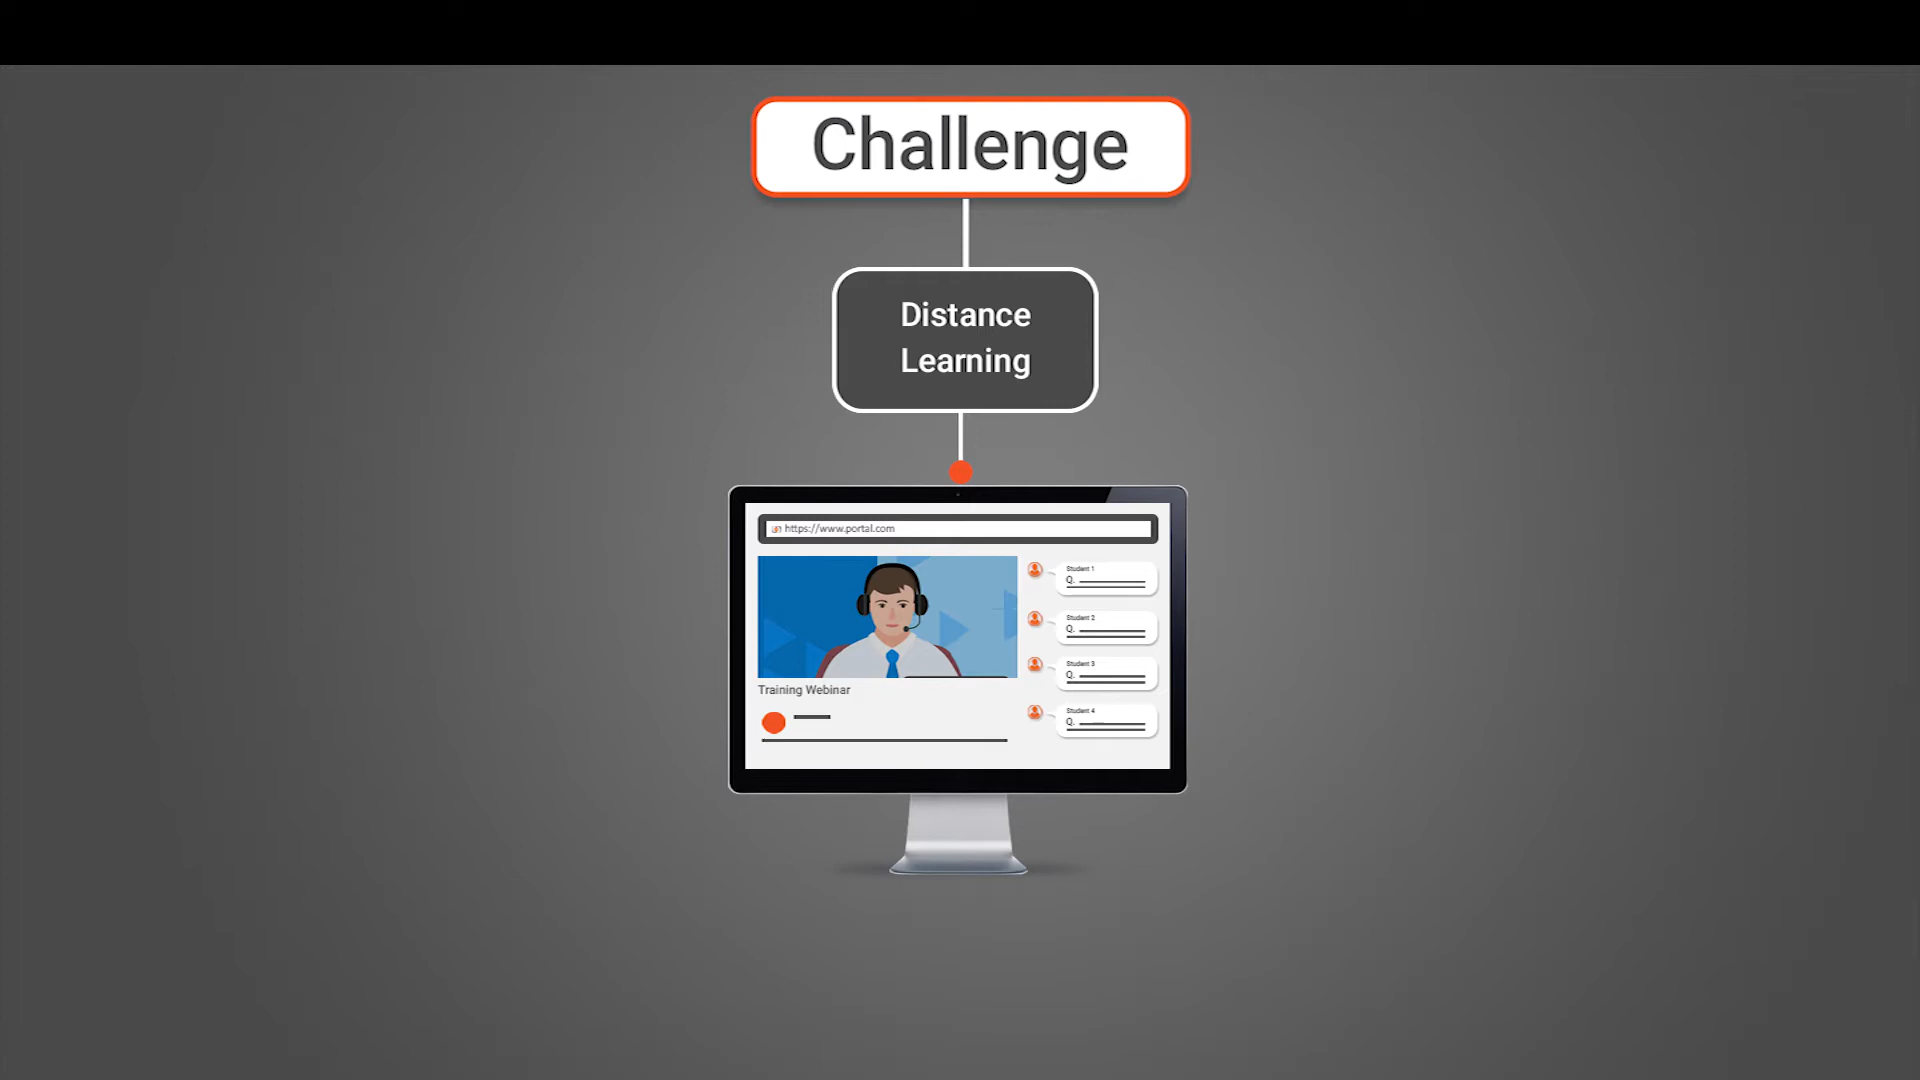 Challenge
Distance
Learning
https://www.portal.com
Training Webinar
Student 1
Q.
Student 2
Q.
Student 3
Q.
Student 4
Q.